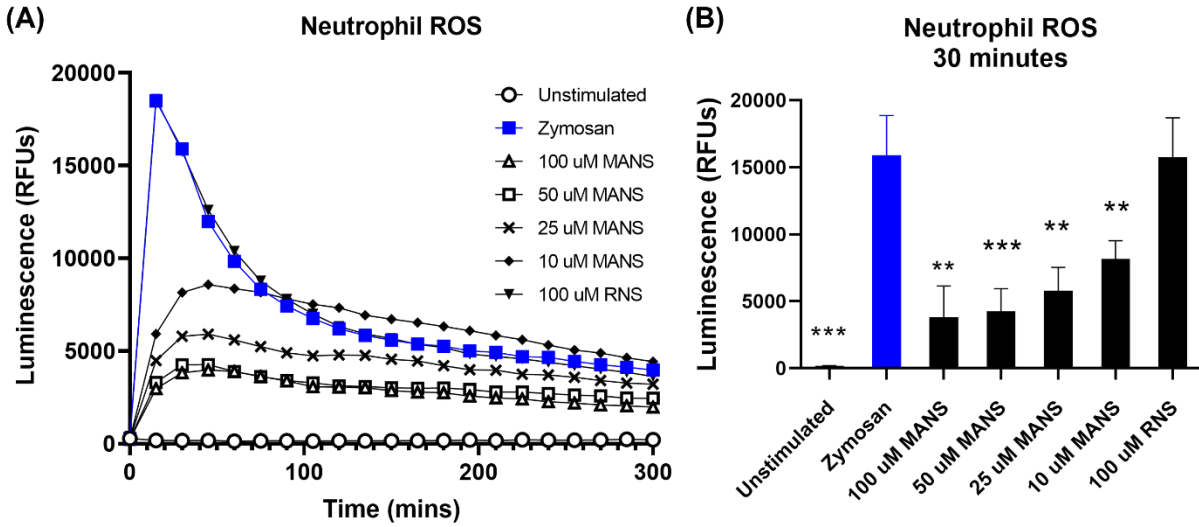 (A)
Neutrophil ROS
Luminescence (RFUs)
20000
15000
10000
5000
0
0
100
200
300
Time (mins)
Unstimulated
Zymosan
100 uM MANS
50 uM MANS
25 uM MANS
10 uM MANS
100 uM RNS
(B)
Neutrophil ROS
30 minutes
Luminescence (RFUs)
20000
15000
10000
5000
0
***
**
***
**
**
Unstimulated
Zymosan
100 uM MANS
50 uM MANS
25 uM MANS
10 uM MANS
100 uM RNS